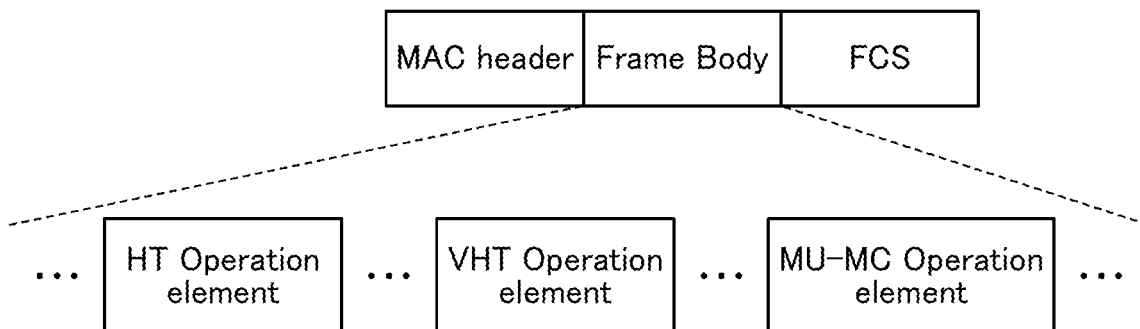 MAC header Frame Body FCS
... HT Operation element ... VHT Operation element ... MU-MC Operation element ...